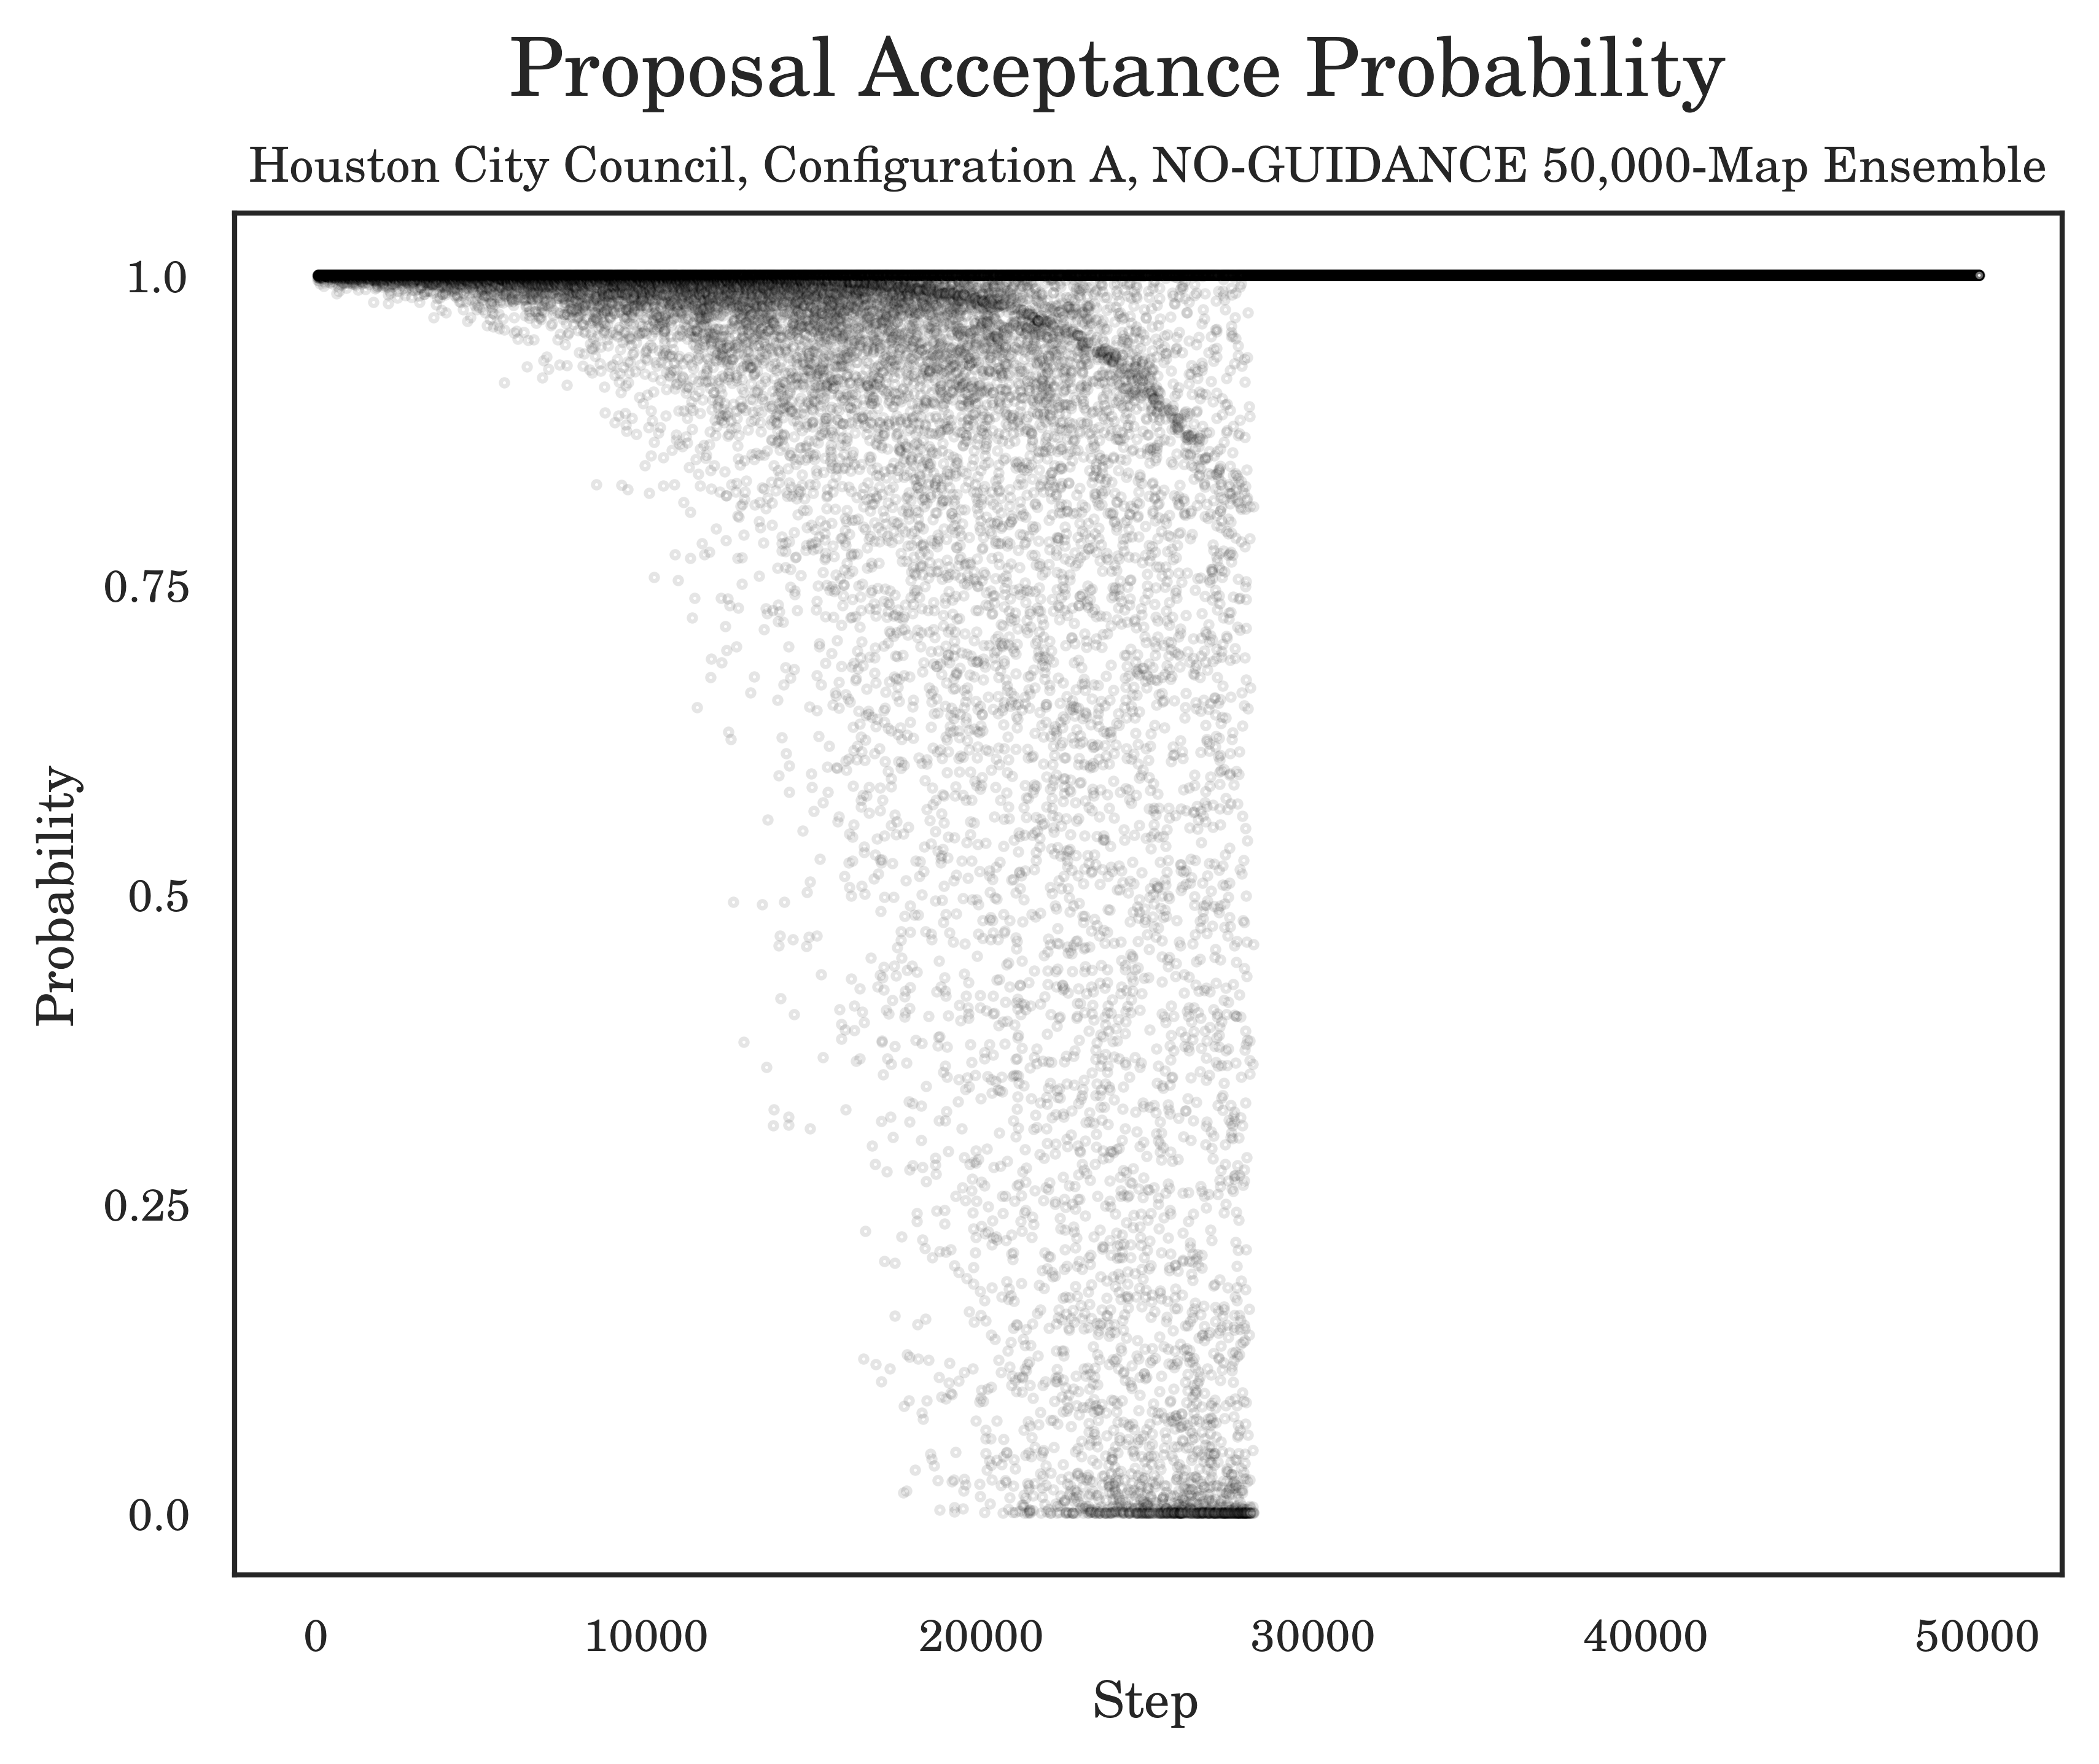 Proposal Acceptance Probability
Houston City Council, Configuration A, NO-GUIDANCE 50,000-Map Ensemble
1.0
0.75
0.5
0.25
0.0
Probability
0 10000 20000 30000 40000 50000
Step